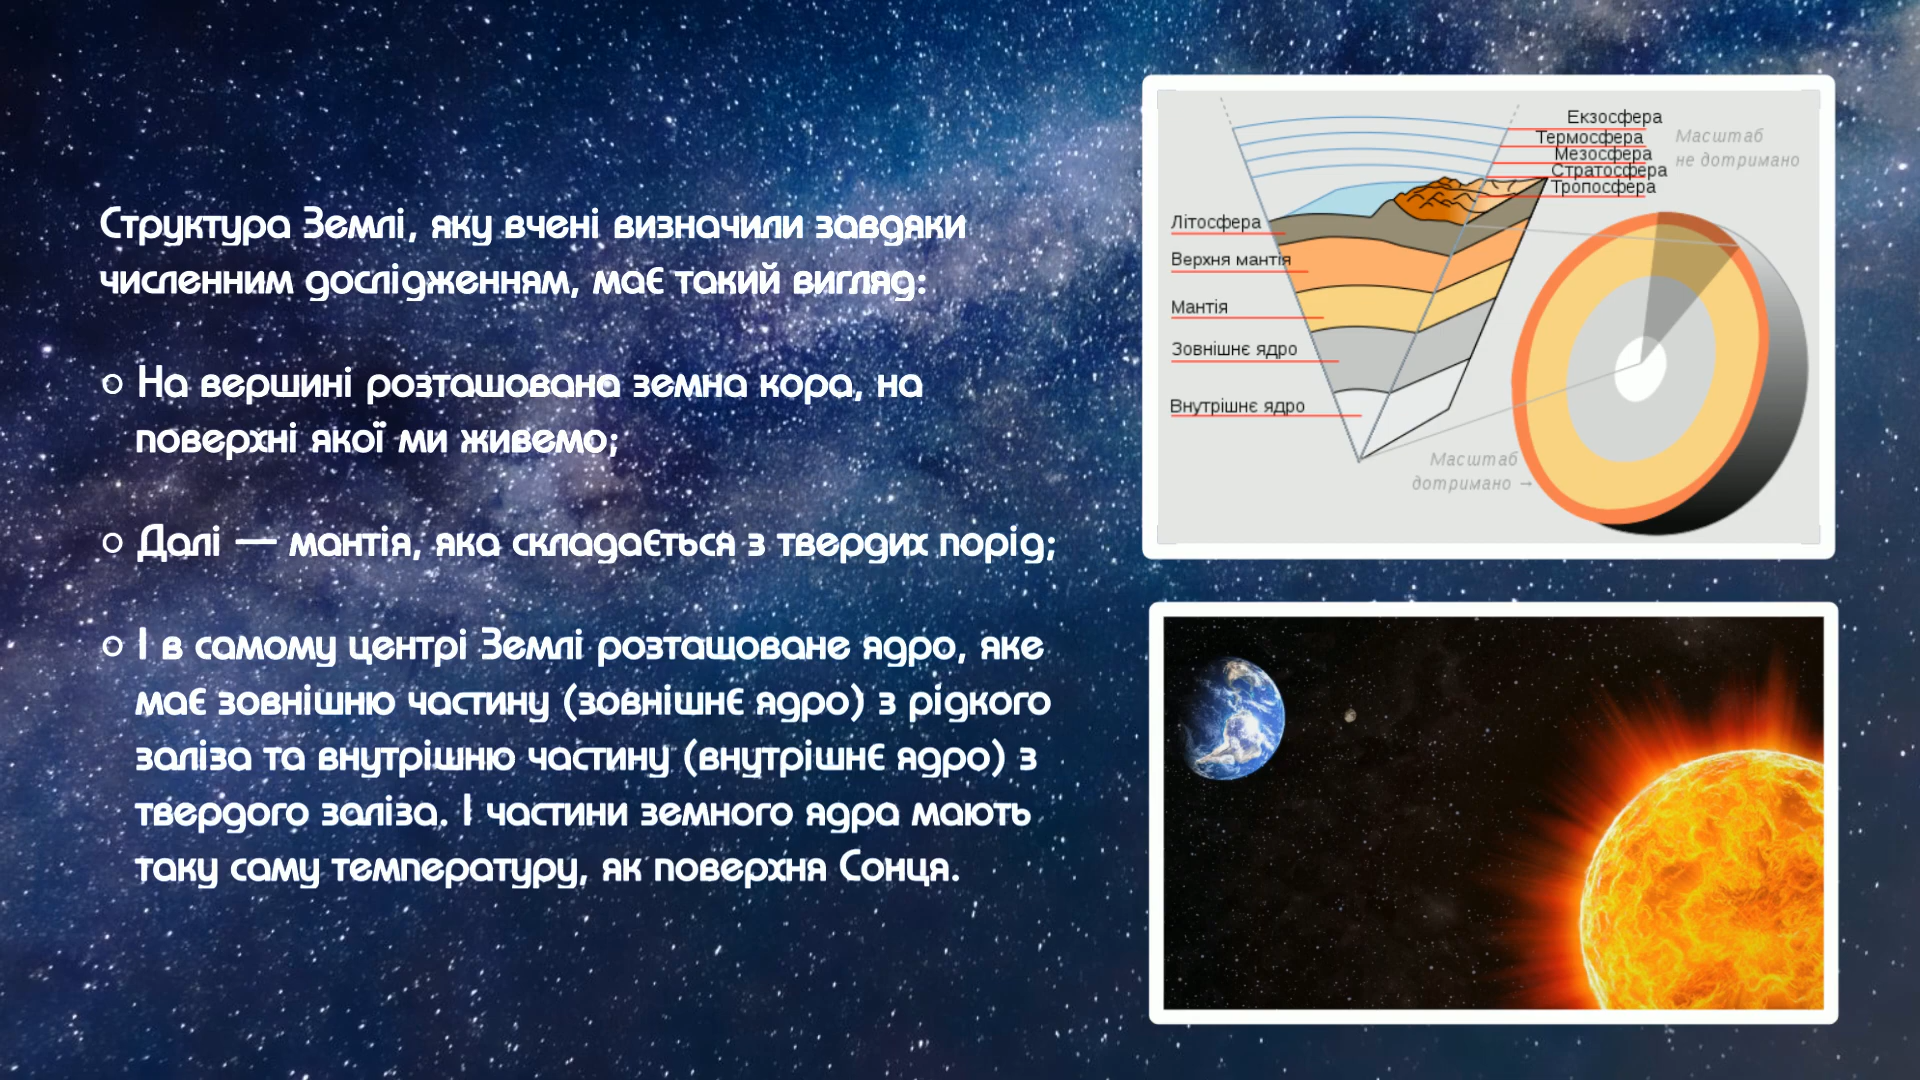 Структура Землі, яку вчені визначили завдяки
численним дослідженням, має такий вигляд:
○ На вершині розташована земна кора, на
поверхні якої ми живемо;
○ Далі — мантія, яка складається з твердих порід;
○ І в самому центрі Землі розташоване ядро, яке
має зовнішню частину (зовнішнє ядро) з рідкого
заліза та внутрішню частину (внутрішнє ядро) з
твердого заліза. І частини земного ядра мають
таку саму температуру, як поверхня Сонця.
Екзосфера
Термосфера
Мезосфера
Стратосфера
Тропосфера
Масштаб
не дотримано
Літосфера
Верхня мантія
Мантія
Зовнішнє ядро
Внутрішнє ядро
Масштаб
дотримано →